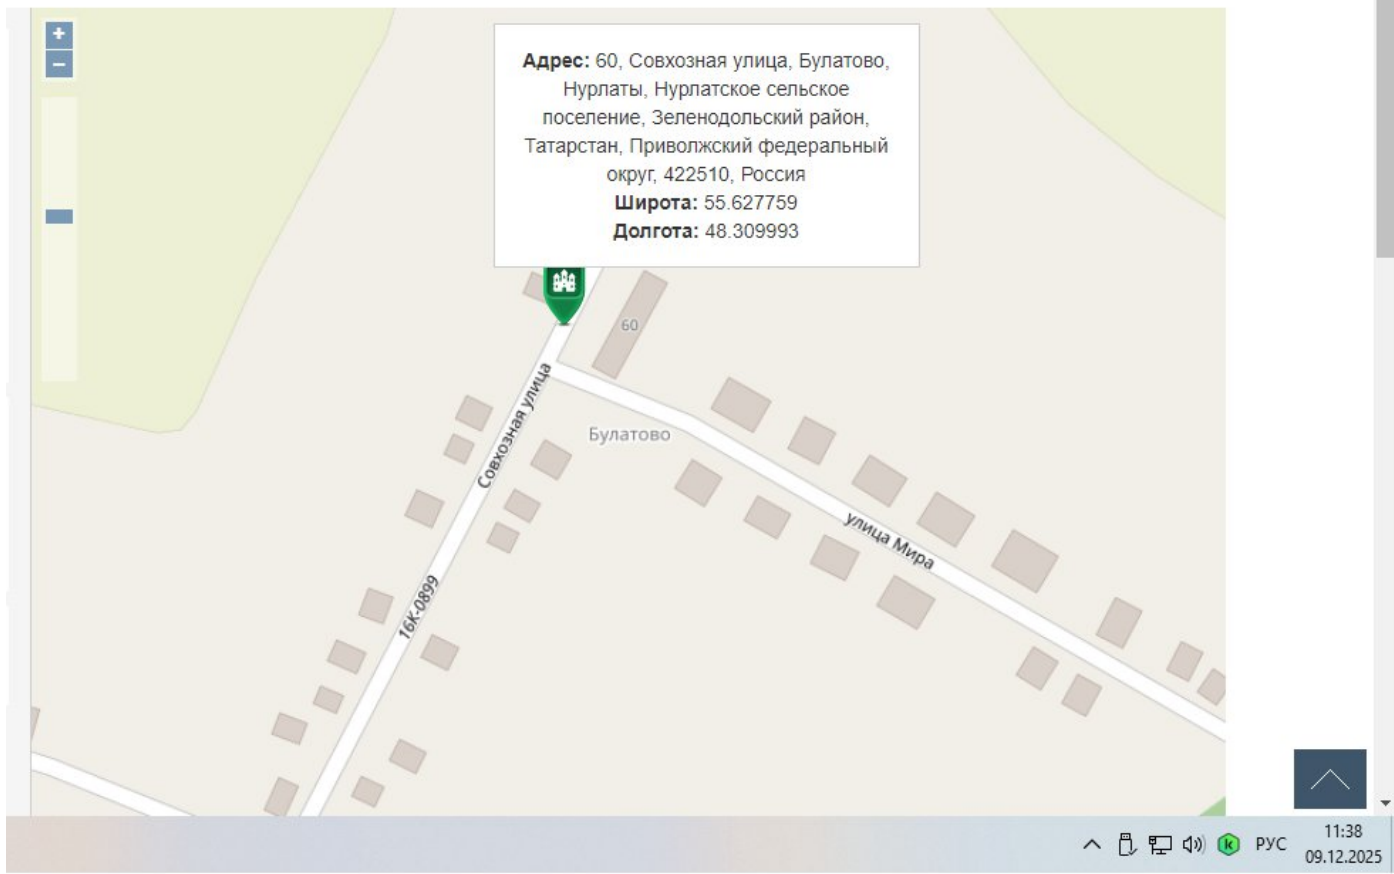 +
−
Адрес: 60, Совхозная улица, Булатово,
Нурлаты, Нурлатское сельское
поселение, Зеленодольский район,
Татарстан, Приволжский федеральный
округ, 422510, Россия
Широта: 55.627759
Долгота: 48.309993
60
Совхозная улица
Булатово
улица Мира
16К-0899
РУС
11:38
09.12.2025